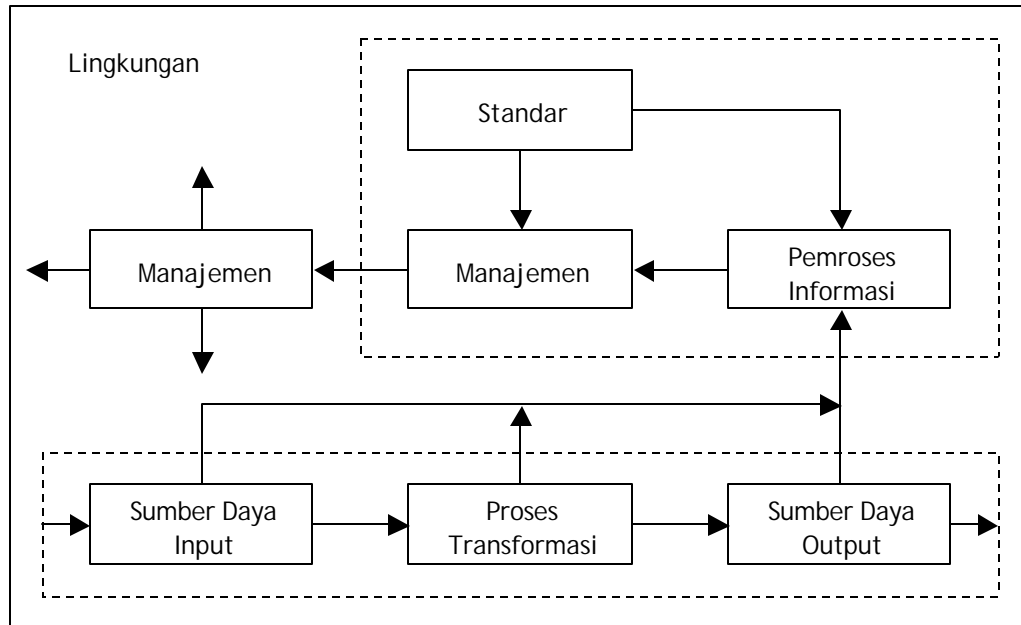 Lingkungan
Standar
Manajemen
Manajemen
Pemroses
Informasi
Sumber Daya
Input
Proses
Transformasi
Sumber Daya
Output